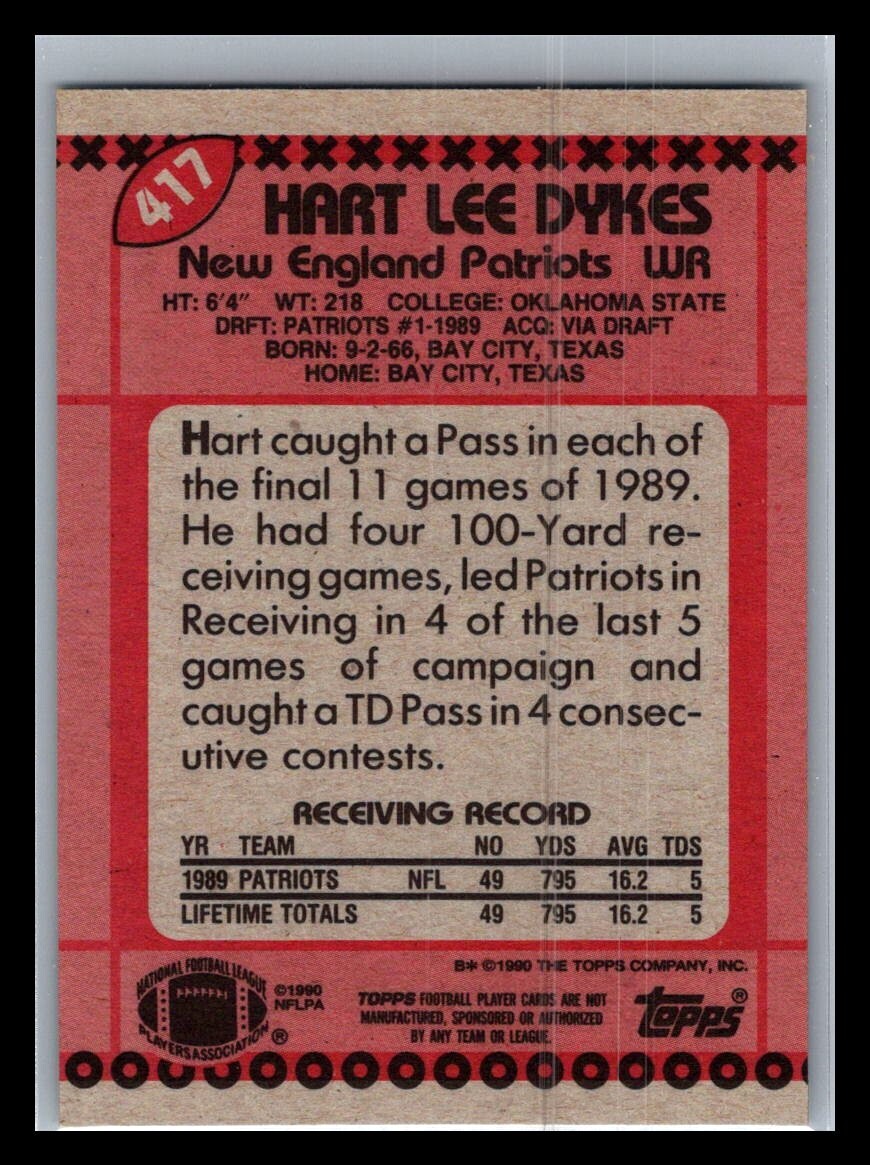 417
HART LEE DYKES
New England Patriots WR
HT: 6'4" WT: 218 COLLEGE: OKLAHOMA STATE
DRFT: PATRIOTS #1-1989 ACQ: VIA DRAFT
BORN: 9-2-66, BAY CITY, TEXAS
HOME: BAY CITY, TEXAS
Hart caught a Pass in each of
the final 11 games of 1989.
He had four 100-Yard re-
ceiving games, led Patriots in
Receiving in 4 of the last 5
games of campaign and
caught a TD Pass in 4 consec-
utive contests.
RECEIVING RECORD
YR TEAM NO YDS AVG TDS
1989 PATRIOTS NFL 49 795 16.2 5
LIFETIME TOTALS 49 795 16.2 5
B* ©1990 THE TOPPS COMPANY, INC.
NATIONAL FOOTBALL LEAGUE
PLAYERS ASSOCIATION ®
©1990
NFLPA
TOPPS FOOTBALL PLAYER CARDS ARE NOT
MANUFACTURED, SPONSORED OR AUTHORIZED
BY ANY TEAM OR LEAGUE.
topps®